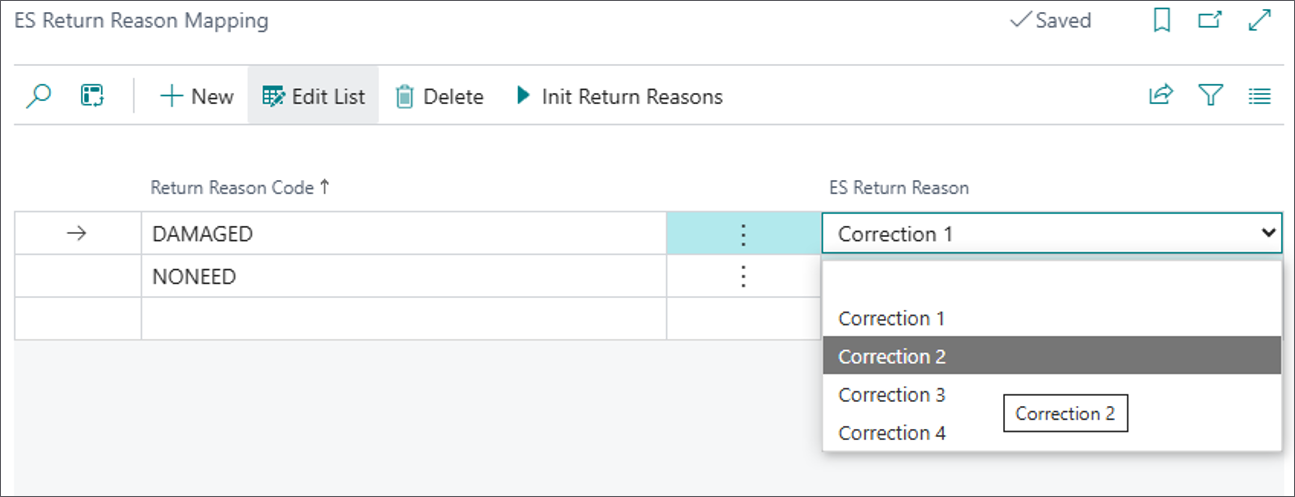 ES Return Reason Mapping
Saved
New
Edit List
Delete
Init Return Reasons
Return Reason Code ↑
ES Return Reason
DAMAGED
Correction 1
NONEED
Correction 1
Correction 2
Correction 3
Correction 2
Correction 4